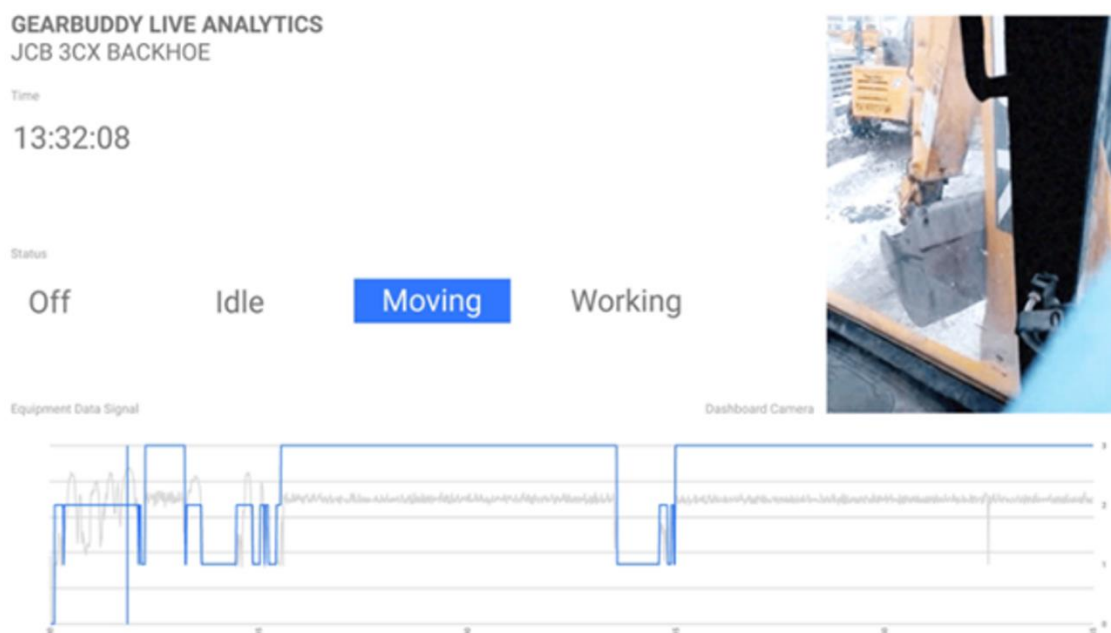 GEARBUDDY LIVE ANALYTICS
JCB 3CX BACKHOE
Time
13:32:08
Status
Off Idle Moving Working
Equipment Data Signal
Dashboard Camera
3
2
1
0